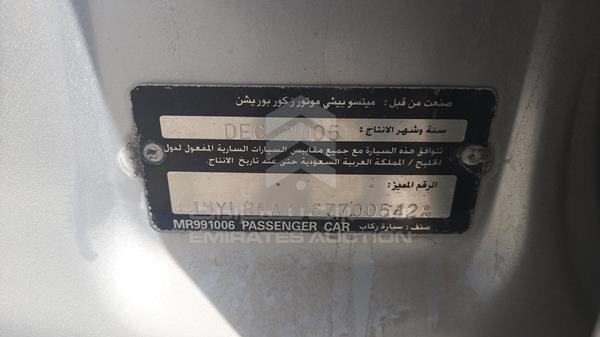 صنعت من قبل : ميتسو بيشي موتورز كوربوريشن
سنة وشهر الانتاج : DEC 2005
تتوافق هذه السيارة مع جميع مقاييس السيارات السارية المفعول لدول
الخليج / المملكة العربية السعودية حتى عند تاريخ الانتاج.
الرقم المميز:
MR991006 PASSENGER CAR صنف : سيارة ركاب
EMIRATES AUCTION